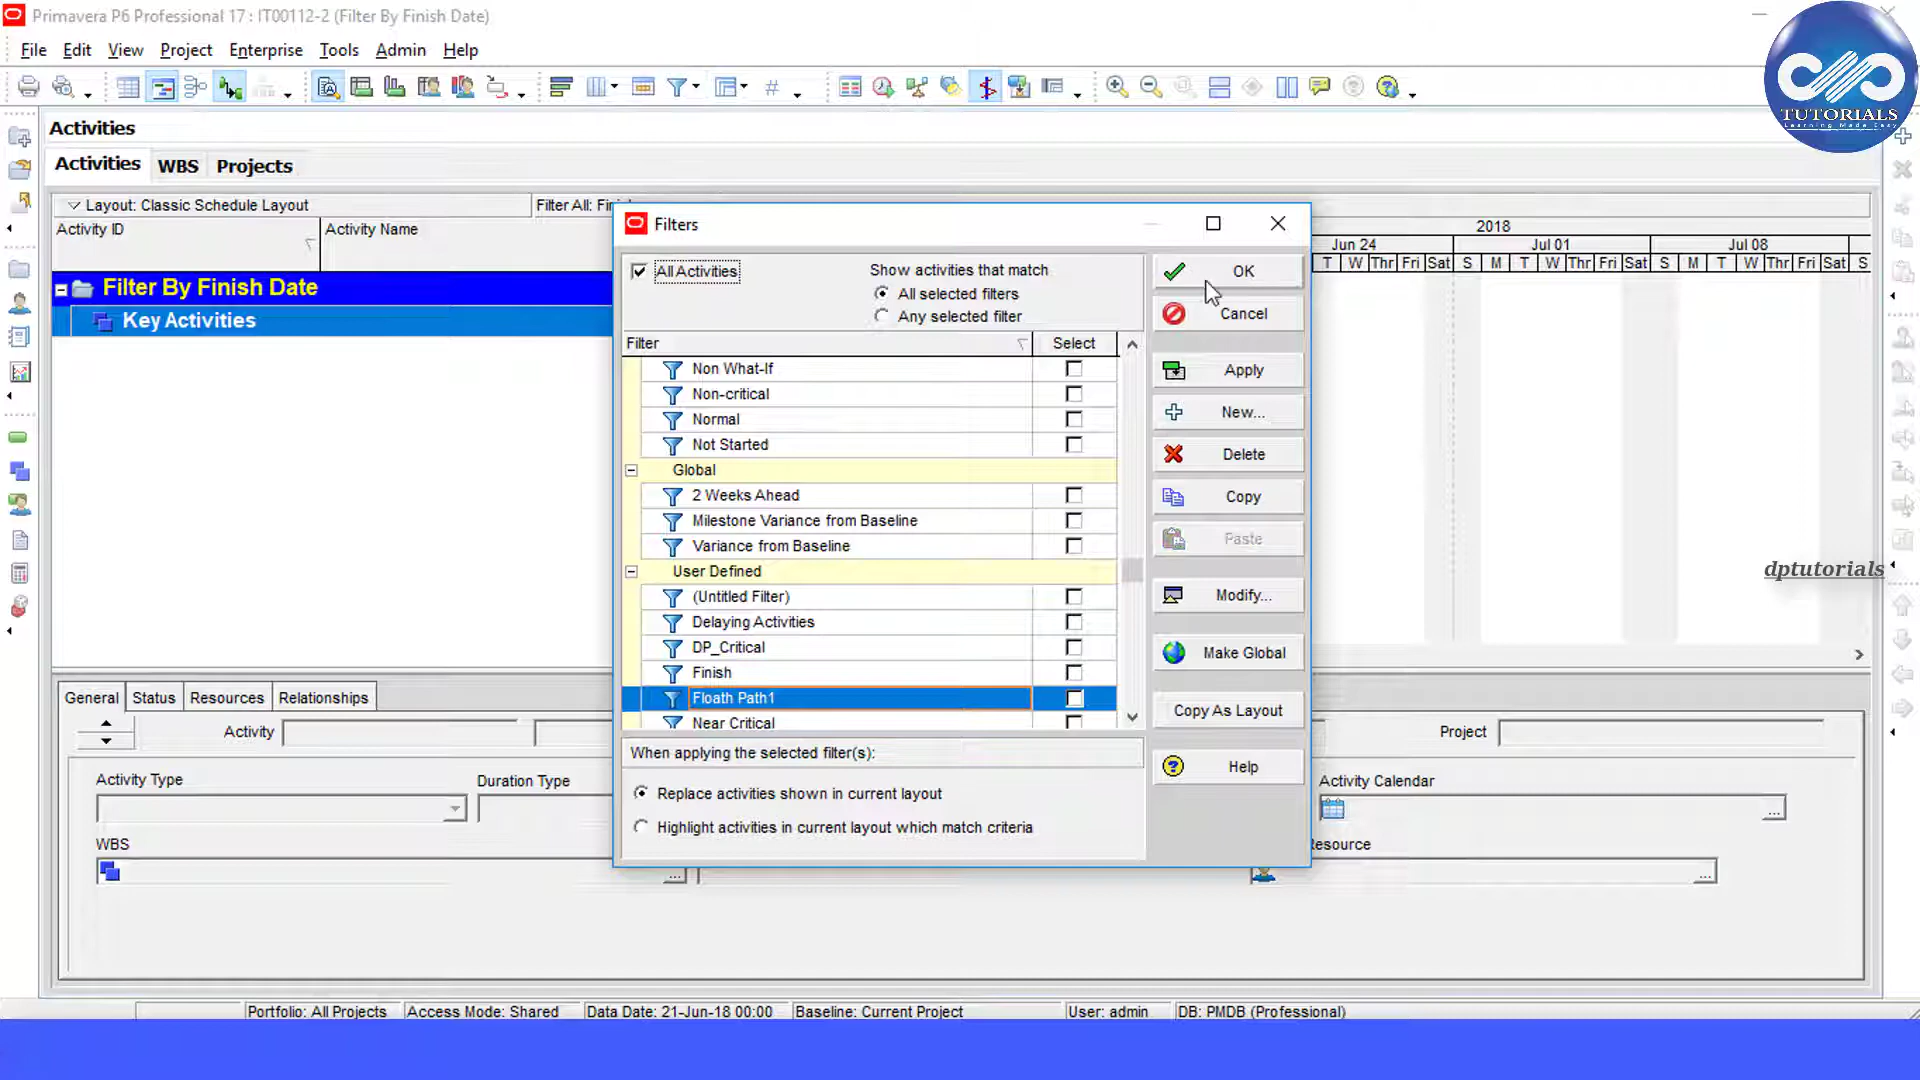 Primavera P6 Professional 17 : IT00112-2 (Filter By Finish Date)
File Edit View Project Enterprise Tools Admin Help
TUTORIALS
Learning Made Easy
Activities
Activities WBS Projects
Layout: Classic Schedule Layout
Filter All: Fini
Activity ID
Activity Name
Filter By Finish Date
Key Activities
2018
Jun 24 Jul 01 Jul 08
T W Thr Fri Sat S M T W Thr Fri Sat S M T W Thr Fri Sat S
Filters
All Activities
Show activities that match
All selected filters
Any selected filter
Filter Select
Non What-If
Non-critical
Normal
Not Started
Global
2 Weeks Ahead
Milestone Variance from Baseline
Variance from Baseline
User Defined
(Untitled Filter)
Delaying Activities
DP_Critical
Finish
Floath Path1
Near Critical
When applying the selected filter(s):
Replace activities shown in current layout
Highlight activities in current layout which match criteria
OK
Cancel
Apply
New...
Delete
Copy
Paste
Modify...
Make Global
Copy As Layout
Help
dptutorials
General Status Resources Relationships
Activity
Project
Activity Type
Duration Type
Activity Calendar
WBS
Resource
Portfolio: All Projects Access Mode: Shared Data Date: 21-Jun-18 00:00 Baseline: Current Project User: admin DB: PMDB (Professional)